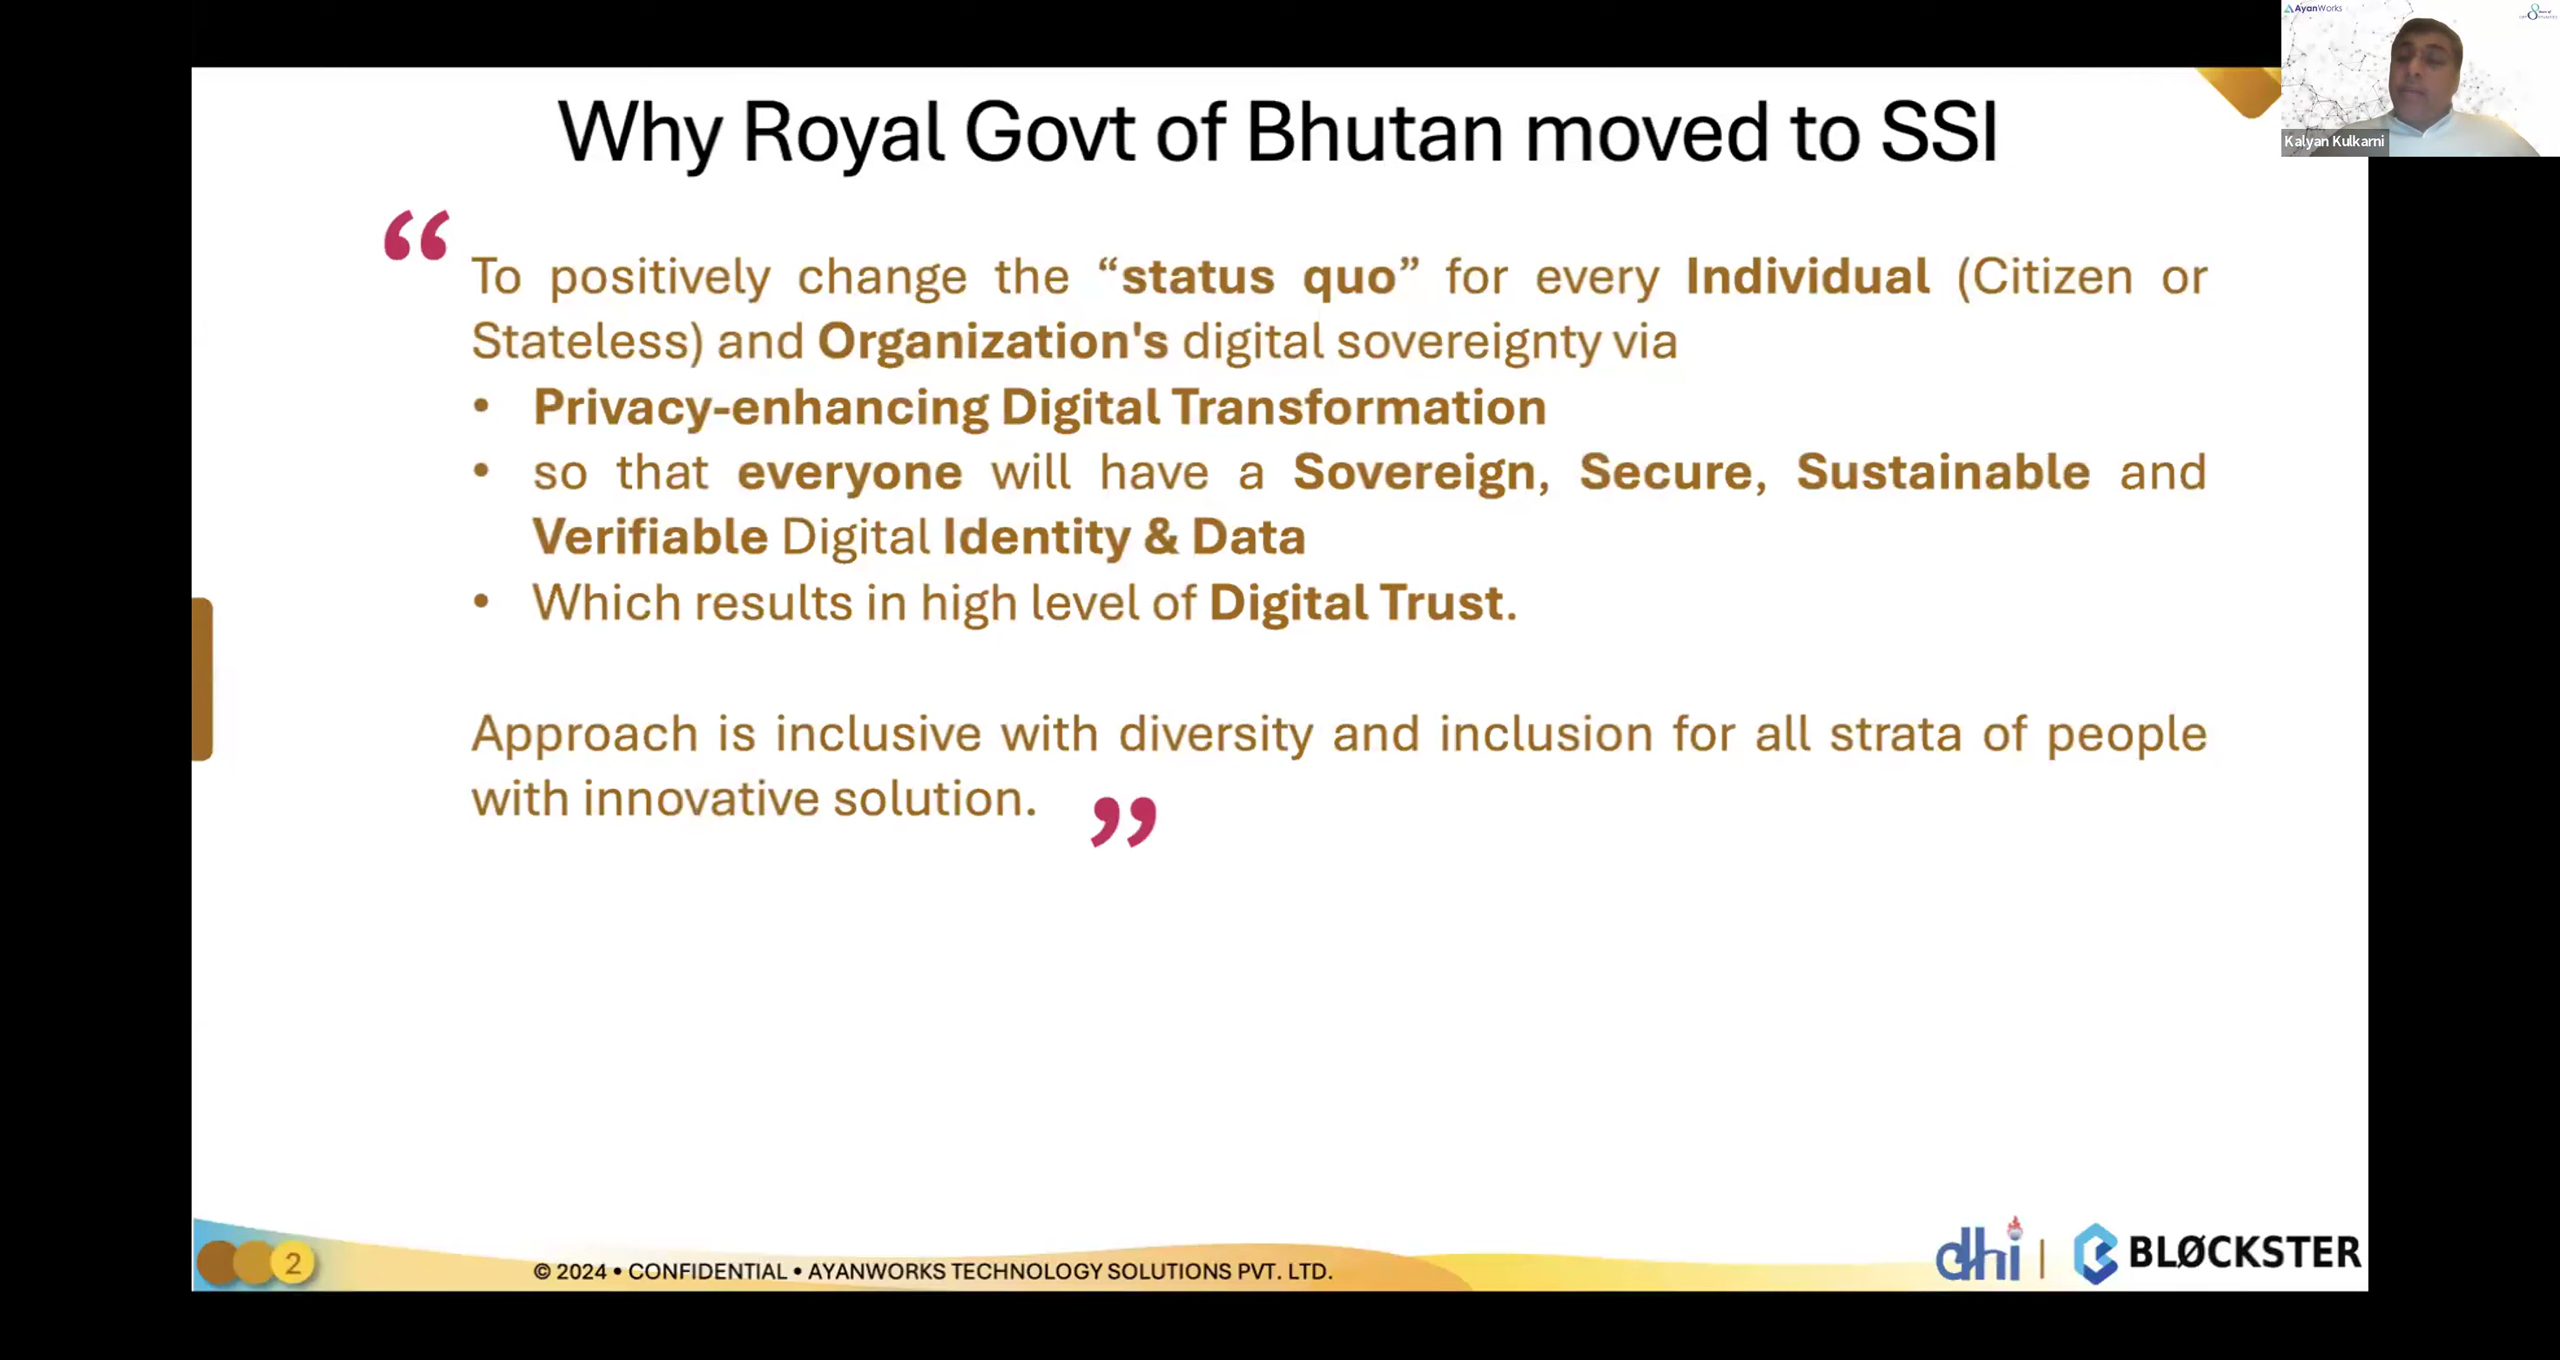 AyanWorks
Kalyan Kulkarni
Why Royal Govt of Bhutan moved to SSI
“
To positively change the “status quo” for every Individual (Citizen or
Stateless) and Organization's digital sovereignty via
• Privacy-enhancing Digital Transformation
• so that everyone will have a Sovereign, Secure, Sustainable and
Verifiable Digital Identity & Data
• Which results in high level of Digital Trust.
Approach is inclusive with diversity and inclusion for all strata of people
with innovative solution. ”
2
© 2024 • CONFIDENTIAL • AYANWORKS TECHNOLOGY SOLUTIONS PVT. LTD.
dhi | BLØCKSTER